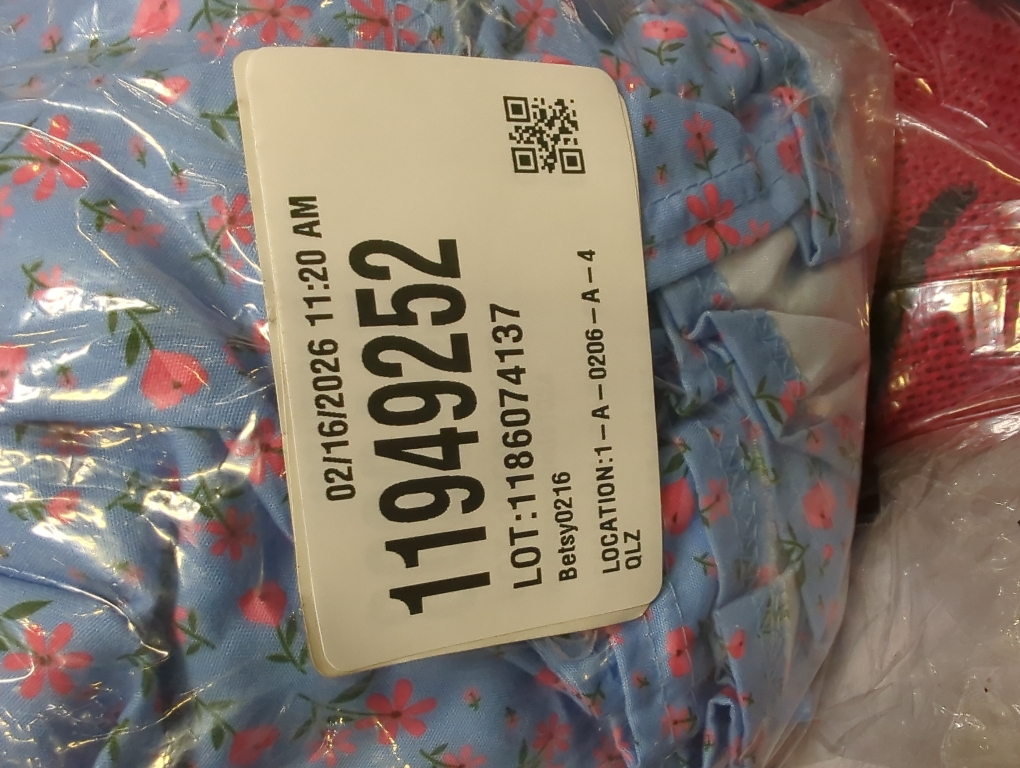 02/16/2026 11:20 AM
11949252
LOT:1186074137
Betsy0216
LOCATION:1-A-0206-A-4
QLZ